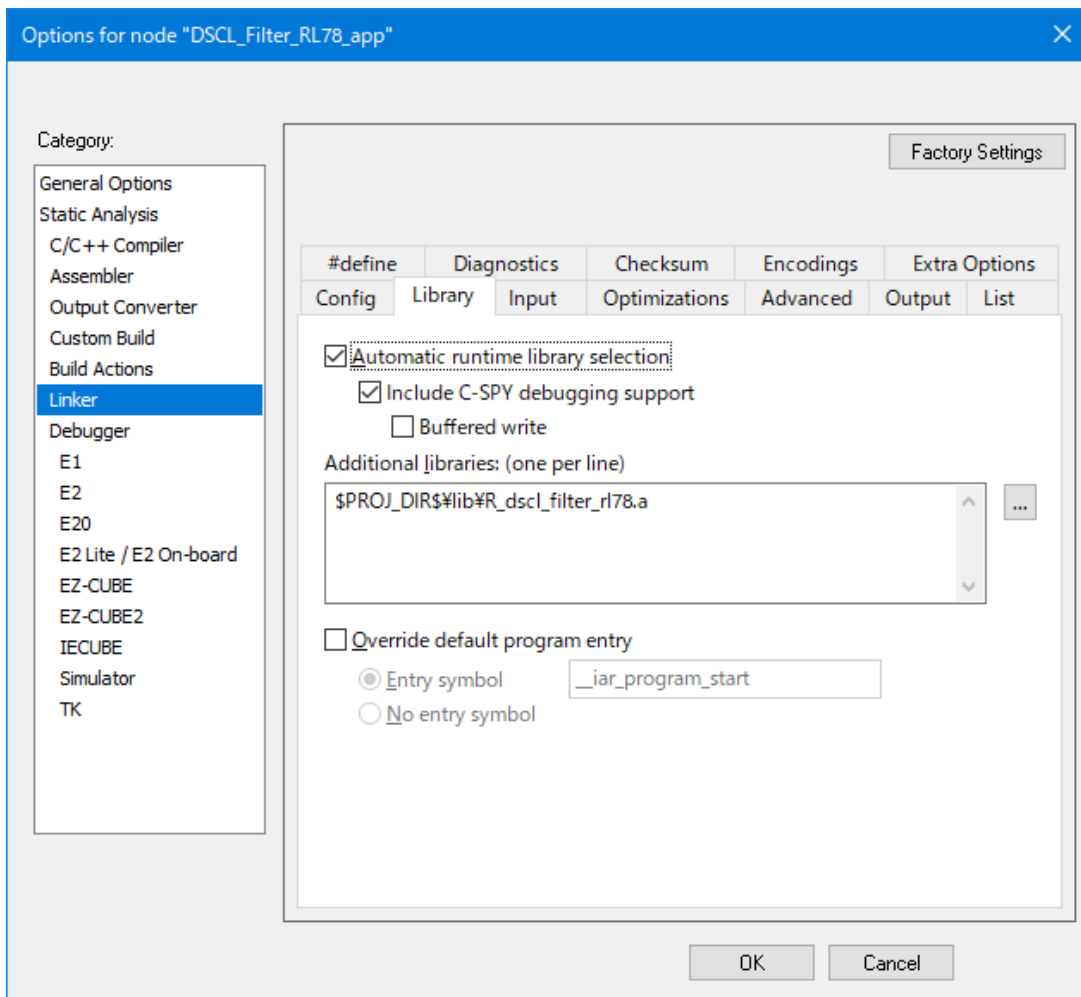 Options for node "DSCL_Filter_RL78_app"
Category:
General Options
Static Analysis
C/C++ Compiler
Assembler
Output Converter
Custom Build
Build Actions
Linker
Debugger
E1
E2
E20
E2 Lite / E2 On-board
EZ-CUBE
EZ-CUBE2
IECUBE
Simulator
TK
Factory Settings
#define Diagnostics Checksum Encodings Extra Options
Config Library Input Optimizations Advanced Output List
Automatic runtime library selection
Include C-SPY debugging support
Buffered write
Additional libraries: (one per line)
$PROJ_DIR$¥lib¥R_dscl_filter_rl78.a
...
Override default program entry
Entry symbol __iar_program_start
No entry symbol
OK Cancel